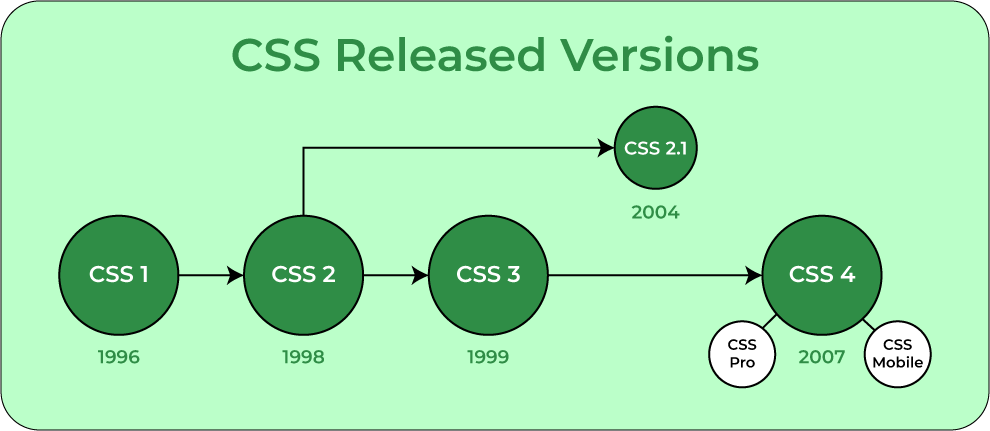 CSS Released Versions
CSS 2.1
2004
CSS 1
CSS 2
CSS 3
CSS 4
1996
1998
1999
2007
CSS
Pro
CSS
Mobile